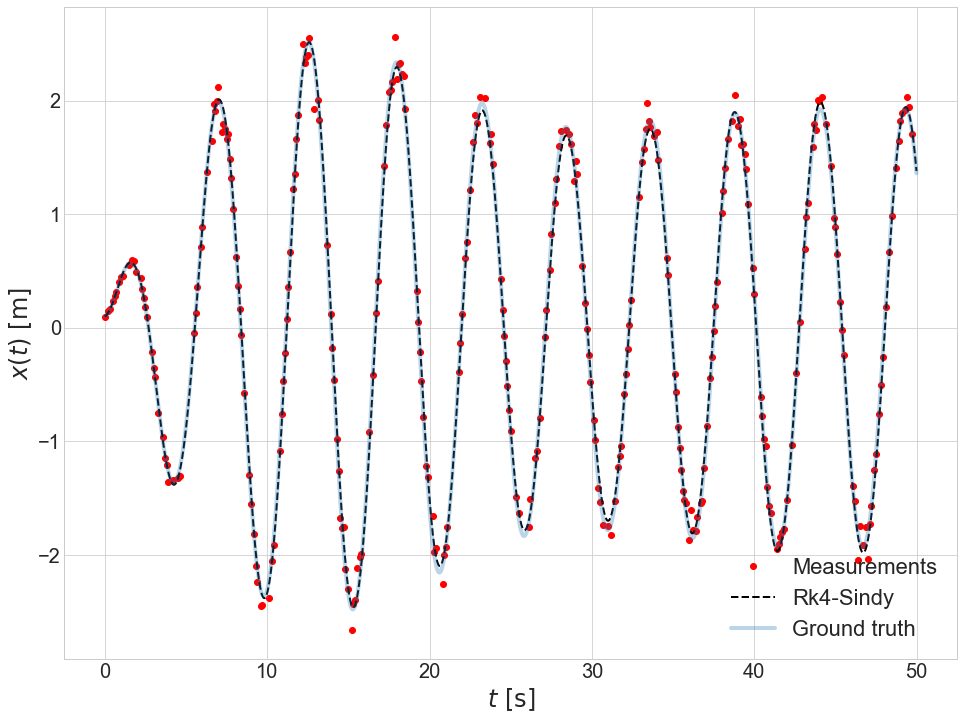 2
1
0
−1
−2
x(t) [m]
0 10 20 30 40 50
t [s]
Measurements
Rk4-Sindy
Ground truth